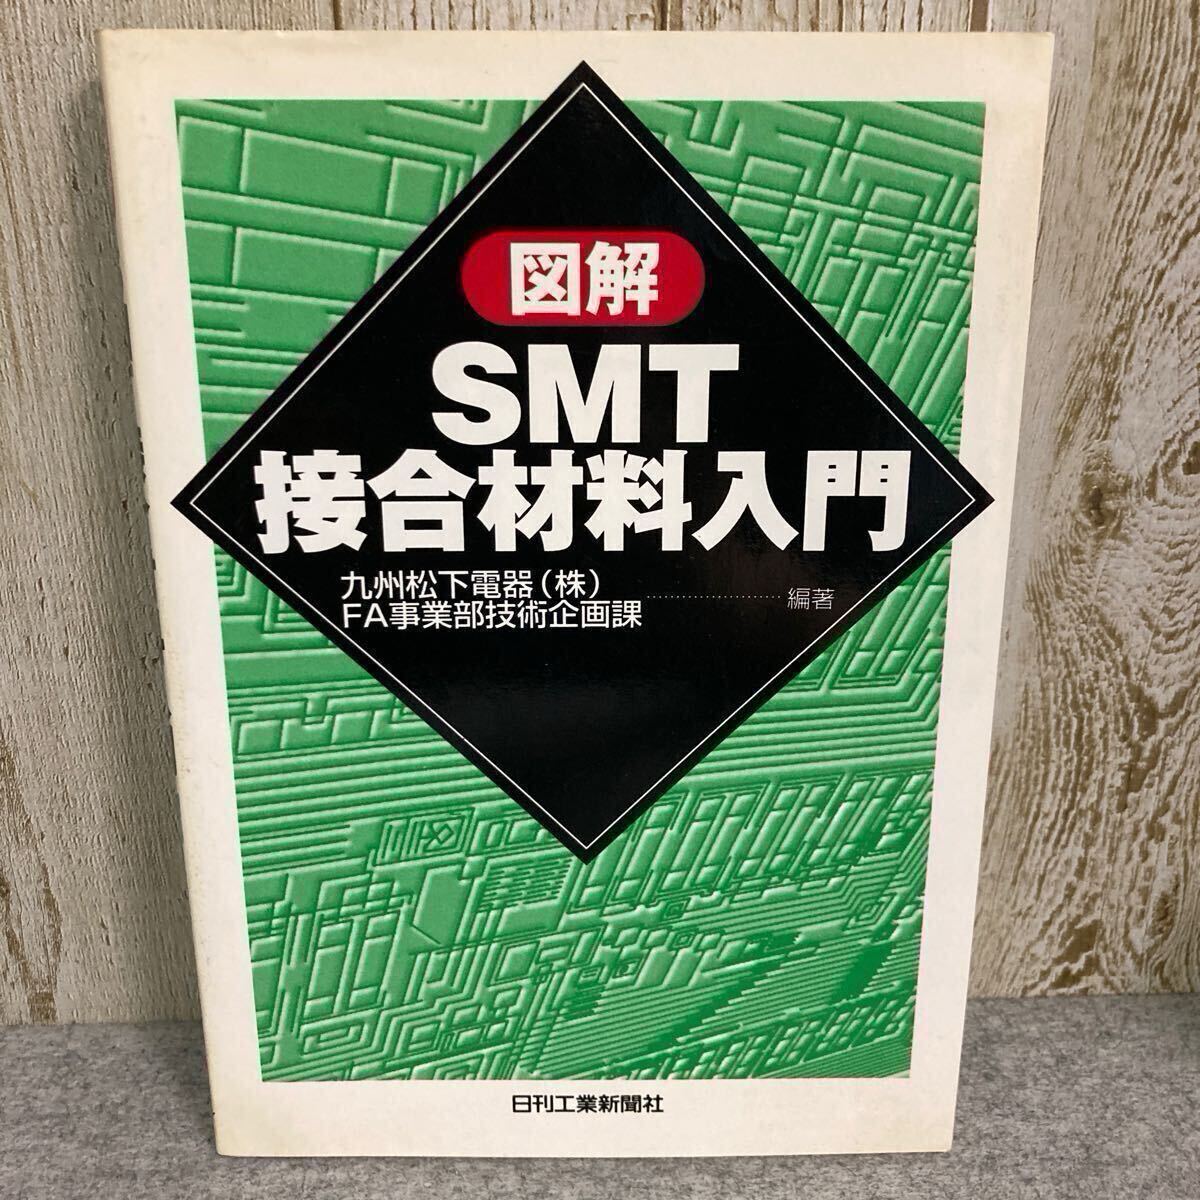 図解
SMT
接合材料入門
九州松下電器(株)
FA事業部技術企画課……………………編著
日刊工業新聞社